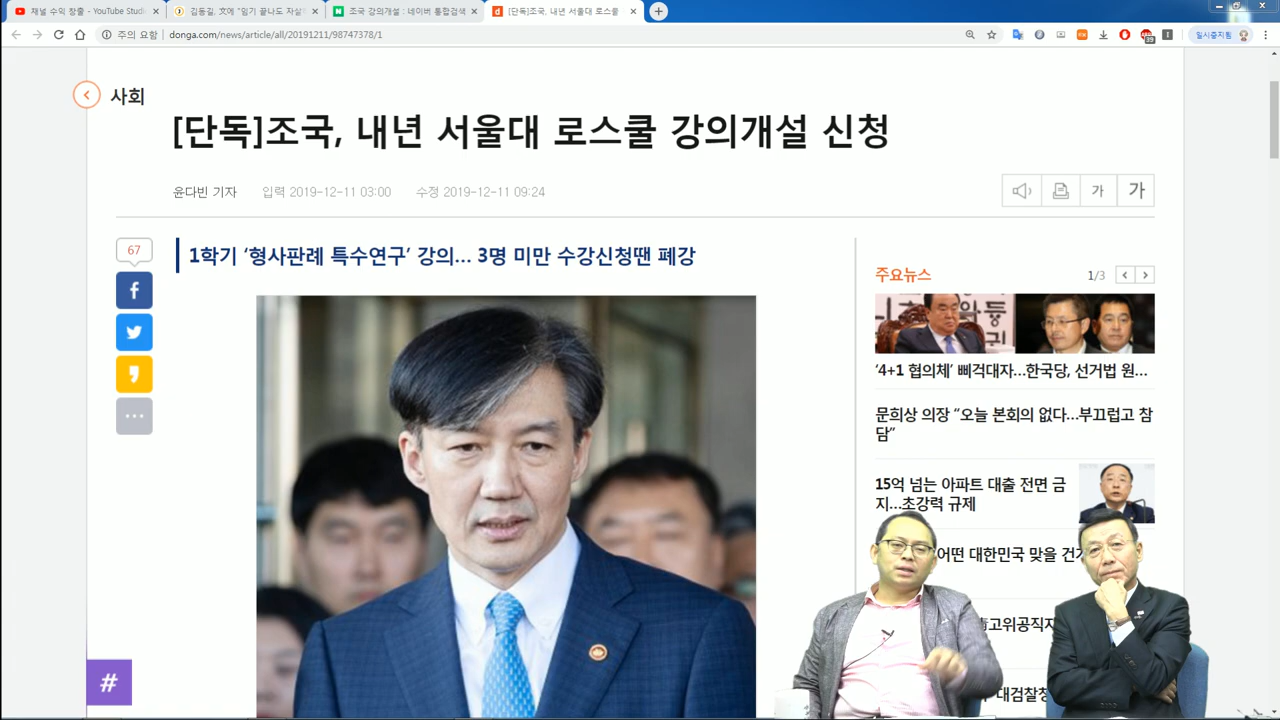 재널 수익 창출 - YouTube Studi
김동길, 文에 "임기 끝나도 자살
조국 강의개설 : 네이버 통합검색
[단독]조국, 내년 서울대 로스쿨
주의 요함 | donga.com/news/article/all/20191211/98747378/1
일시중지됨
사회
[단독]조국, 내년 서울대 로스쿨 강의개설 신청
윤다빈 기자 입력 2019-12-11 03:00 수정 2019-12-11 09:24
가 가
67
1학기 ‘형사판례 특수연구’ 강의… 3명 미만 수강신청땐 폐강
주요뉴스 1/3
‘4+1 협의체’ 삐걱대자…한국당, 선거법 원…
문희상 의장 “오늘 본회의 없다…부끄럽고 참
담”
15억 넘는 아파트 대출 전면 금
지…초강력 규제
어떤 대한민국 맞을 건
고위공직
대검찰청
#